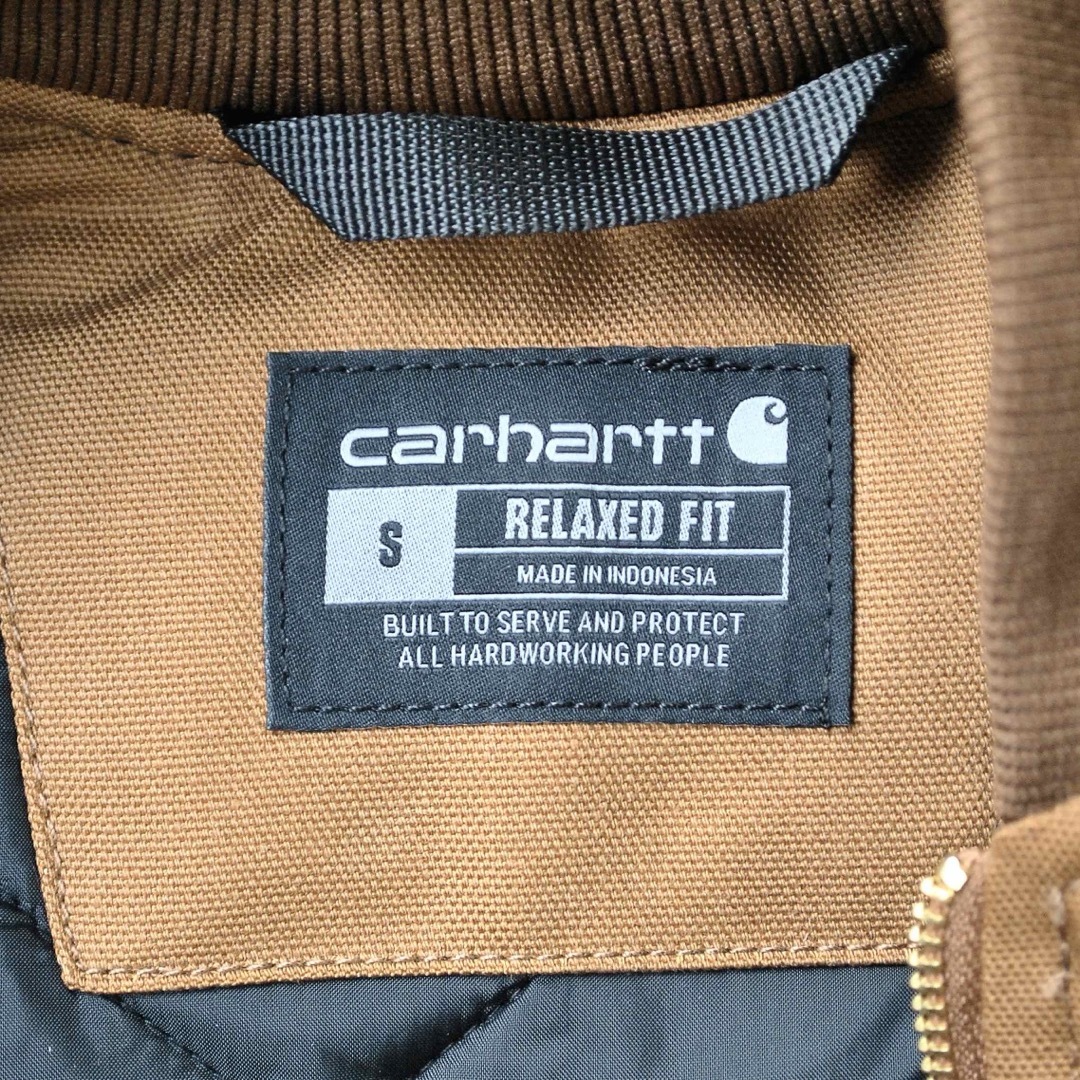 carhartt
S
RELAXED FIT
MADE IN INDONESIA
BUILT TO SERVE AND PROTECT
ALL HARDWORKING PEOPLE